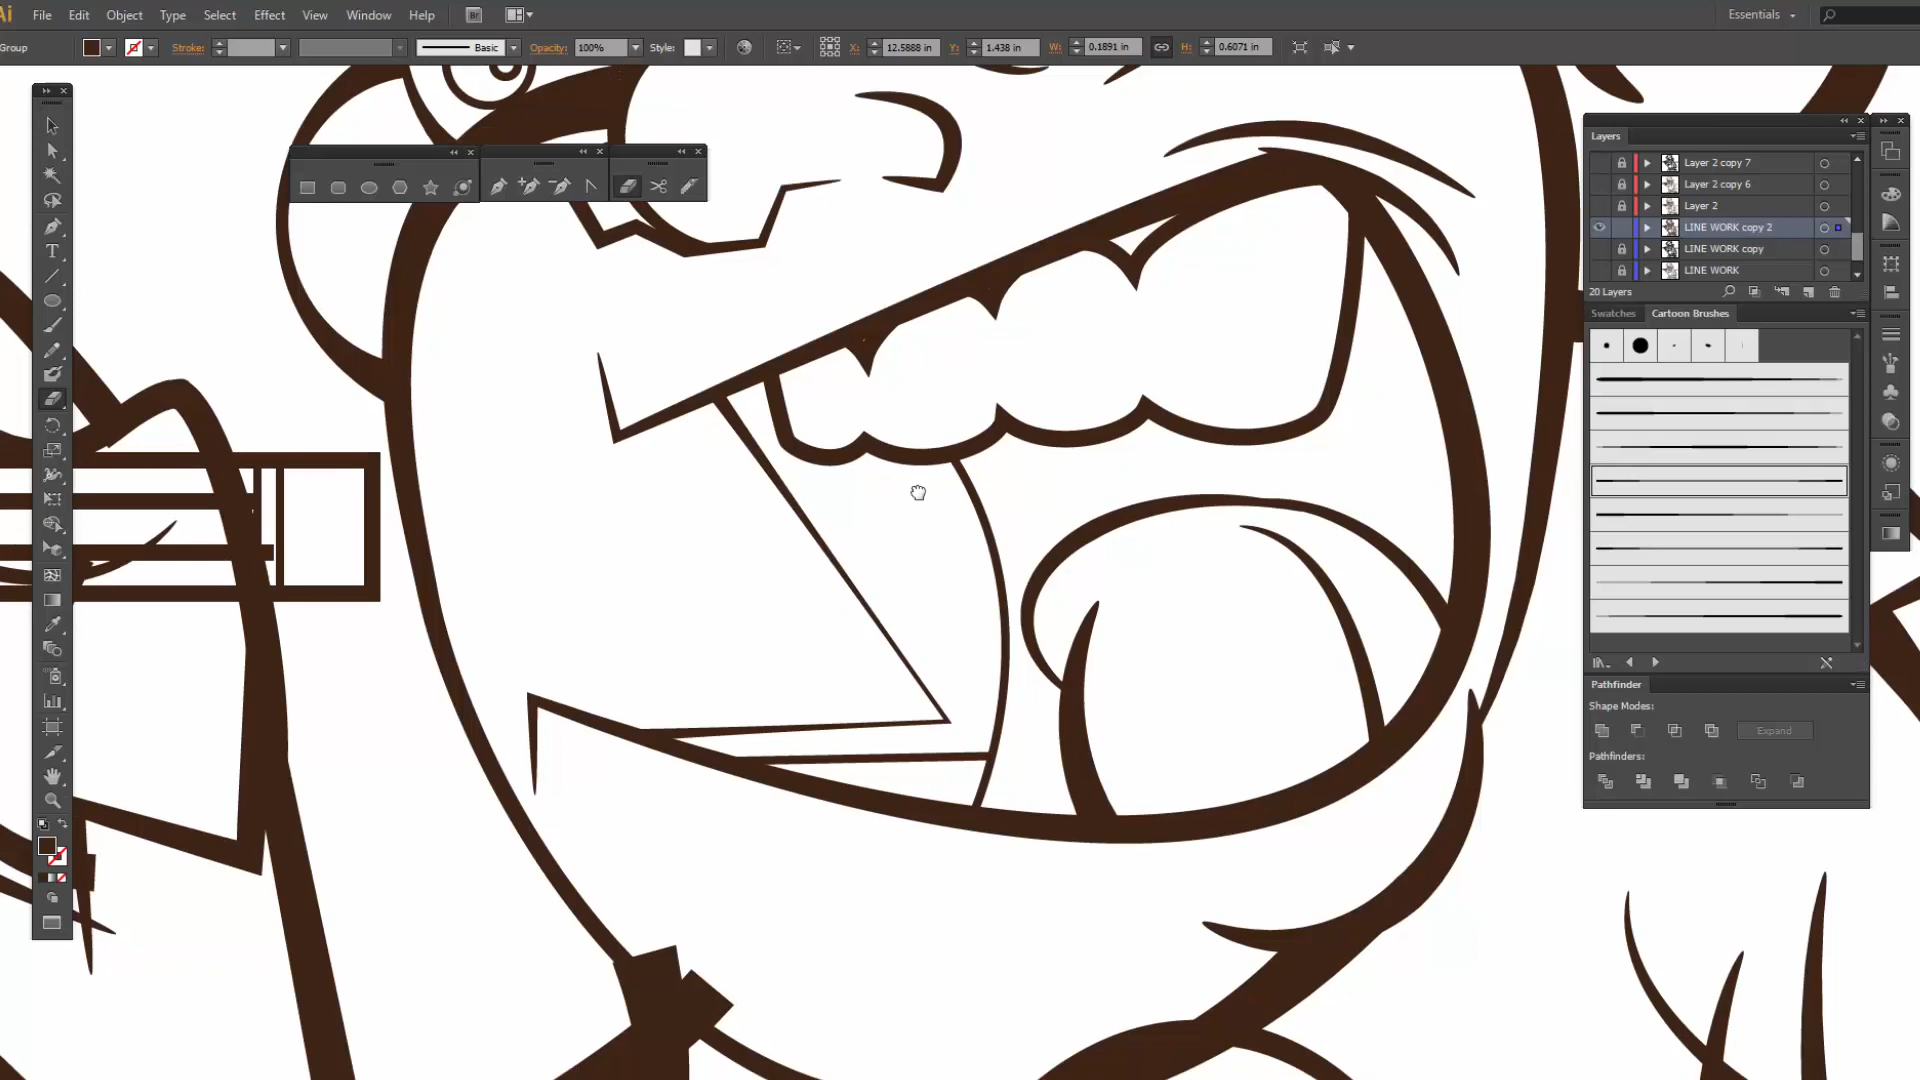 Ai File Edit Object Type Select Effect View Window Help Br Essentials
Group Stroke: Basic Opacity: 100% Style: X: 12.5888 in Y: 1.438 in W: 0.1891 in H: 0.6071 in
Layers
Layer 2 copy 7
Layer 2 copy 6
Layer 2
LINE WORK copy 2
LINE WORK copy
LINE WORK
20 Layers
Swatches Cartoon Brushes
Pathfinder
Shape Modes:
Expand
Pathfinders:
T